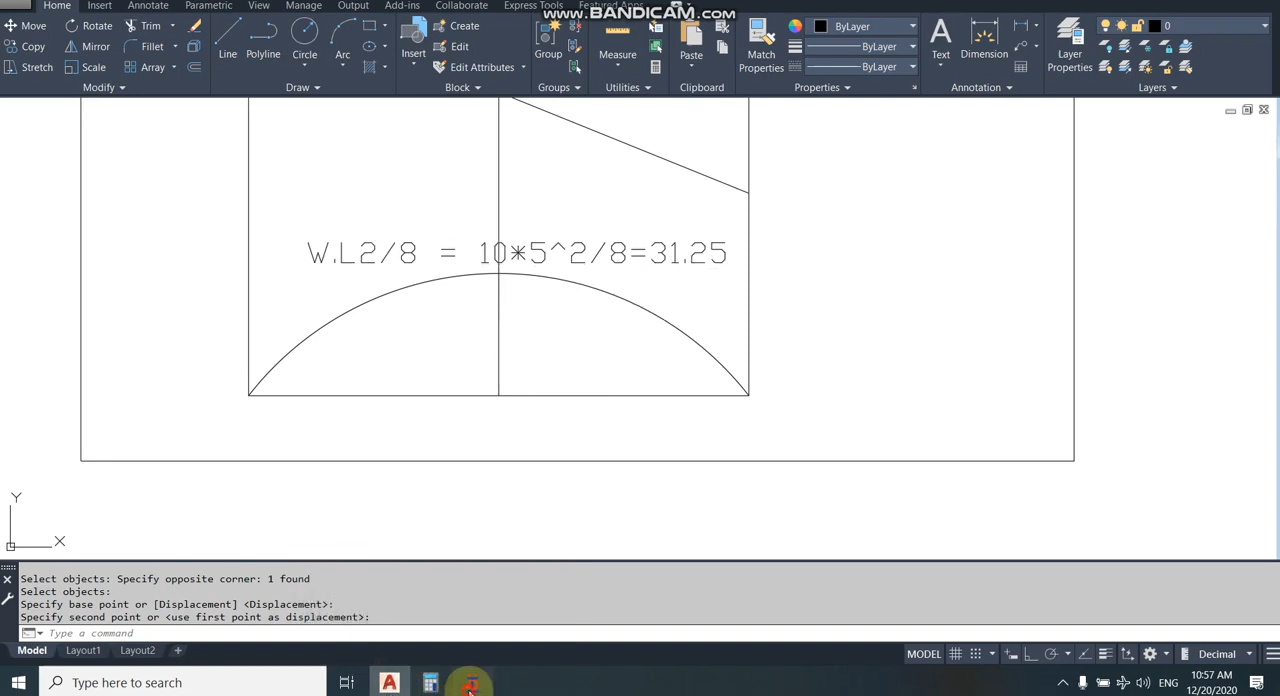 Home Insert Annotate Parametric View Manage Output Add-ins Collaborate Express Tools Featured Apps
www.BANDICAM.com
Move Rotate Trim
Copy Mirror Fillet
Stretch Scale Array
Modify
Line Polyline Circle Arc
Draw
Insert
Create
Edit
Edit Attributes
Block
Group
Groups
Measure
Utilities
Paste
Clipboard
Match
Properties
ByLayer
ByLayer
ByLayer
Properties
Text Dimension
Annotation
Layer
Properties
0
Layers
W.L2/8 = 10*5^2/8=31.25
Y
X
Select objects: Specify opposite corner: 1 found
Select objects:
Specify base point or [Displacement] <Displacement>:
Specify second point or <use first point as displacement>:
Type a command
Model Layout1 Layout2 +
MODEL
Decimal
Type here to search
A
ENG
10:57 AM
12/20/2020